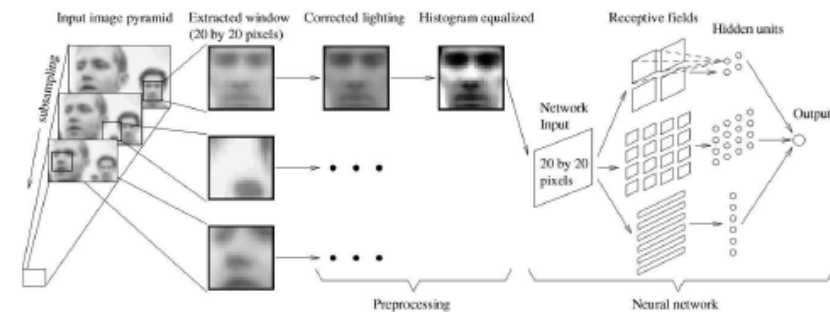 Input image pyramid
Extracted window
(20 by 20 pixels)
Corrected lighting
Histogram equalized
Receptive fields
Hidden units
subsampling
Network
Input
Output
20 by 20
pixels
Preprocessing
Neural network